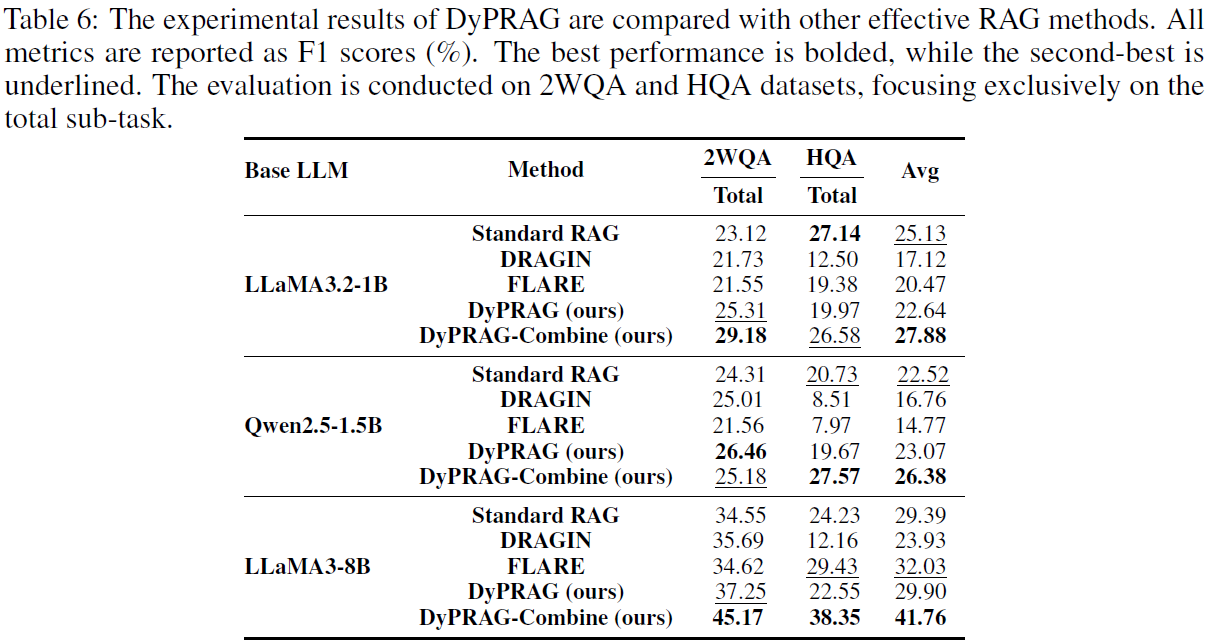 Table 6: The experimental results of DyPRAG are compared with other effective RAG methods. All
metrics are reported as F1 scores (%). The best performance is bolded, while the second-best is
underlined. The evaluation is conducted on 2WQA and HQA datasets, focusing exclusively on the
total sub-task.
Base LLM Method 2WQA HQA Avg
Total Total
Standard RAG 23.12 27.14 25.13
DRAGIN 21.73 12.50 17.12
LLaMA3.2-1B FLARE 21.55 19.38 20.47
DyPRAG (ours) 25.31 19.97 22.64
DyPRAG-Combine (ours) 29.18 26.58 27.88
Standard RAG 24.31 20.73 22.52
DRAGIN 25.01 8.51 16.76
Qwen2.5-1.5B FLARE 21.56 7.97 14.77
DyPRAG (ours) 26.46 19.67 23.07
DyPRAG-Combine (ours) 25.18 27.57 26.38
Standard RAG 34.55 24.23 29.39
DRAGIN 35.69 12.16 23.93
LLaMA3-8B FLARE 34.62 29.43 32.03
DyPRAG (ours) 37.25 22.55 29.90
DyPRAG-Combine (ours) 45.17 38.35 41.76